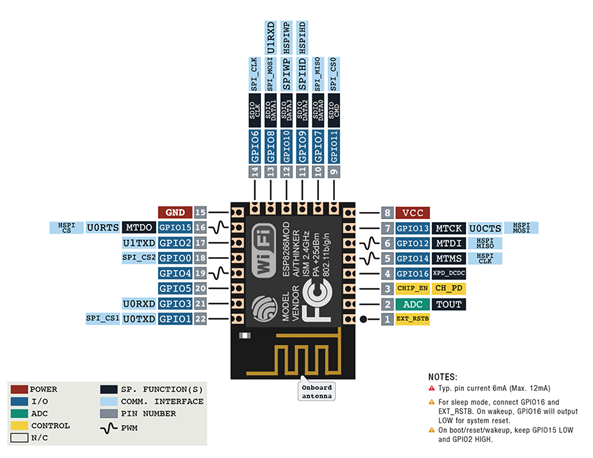 SPI_CLK
SDIO CLK
GPIO6
14
U1RXD
SPI_MOSI
SDIO DATA1
GPIO8
13
HSPIWP
SPIWP
SDIO DATA3
GPIO10
12
HSPIHD
SPIHD
SDIO DATA2
GPIO9
11
SPI_MISO
SDIO DATA0
GPIO7
10
SPI_CS0
SDIO CMD
GPIO11
9
GND 15
HSPI CS U0RTS MTDO GPIO15 16
U1TXD GPIO2 17
SPI_CS2 GPIO0 18
GPIO4 19
GPIO5 20
U0RXD GPIO3 21
SPI_CS1 U0TXD GPIO1 22
WiFi
MODEL ESP8266MOD
VENDOR AI/THINKER
ISM 2.4GHz
PA +25dBm
802.11b/g/n
FC
8 VCC
7 GPIO13 MTCK U0CTS HSPI MOSI
6 GPIO12 MTDI HSPI MISO
5 GPIO14 MTMS HSPI CLK
4 GPIO16 XPD_DCDC
3 CHIP_EN CH_PD
2 ADC TOUT
1 EXT_RSTB
Onboard
antenna
POWER
I/O
ADC
CONTROL
N/C
SP. FUNCTION(S)
COMM. INTERFACE
PIN NUMBER
PWM
NOTES:
Typ. pin current 6mA (Max. 12mA)
For sleep mode, connect GPIO16 and
EXT_RSTB. On wakeup, GPIO16 will output
LOW for system reset.
On boot/reset/wakeup, keep GPIO15 LOW
and GPIO2 HIGH.